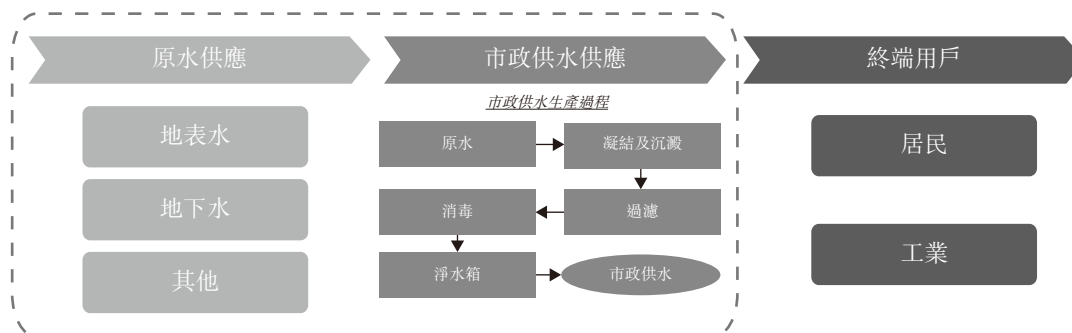 原水供應
市政供水供應
終端用戶
地表水
地下水
其他
市政供水生產過程
原水
凝結及沉澱
過濾
消毒
淨水箱
市政供水
居民
工業